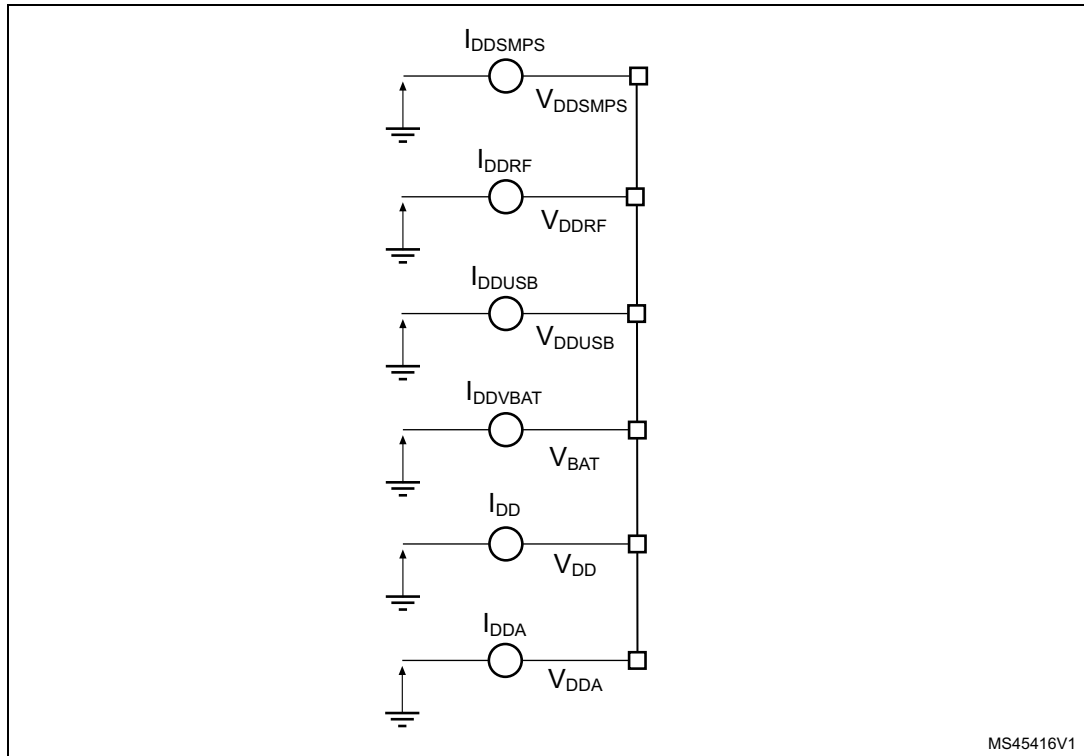 IDDSMPS
VDDSMPS
IDDRF
VDDRF
IDDUSB
VDDUSB
IDDVBAT
VBAT
IDD
VDD
IDDA
VDDA
MS45416V1